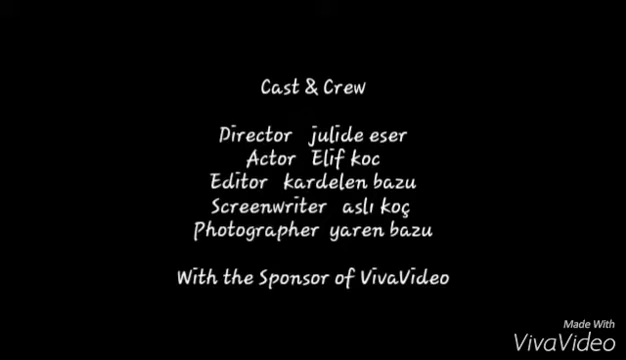 Cast & Crew
Director julide eser
Actor Elif koc
Editor kardelen bazu
Screenwriter aslı koç
Photographer yaren bazu
With the Sponsor of VivaVideo
Made With
VivaVideo